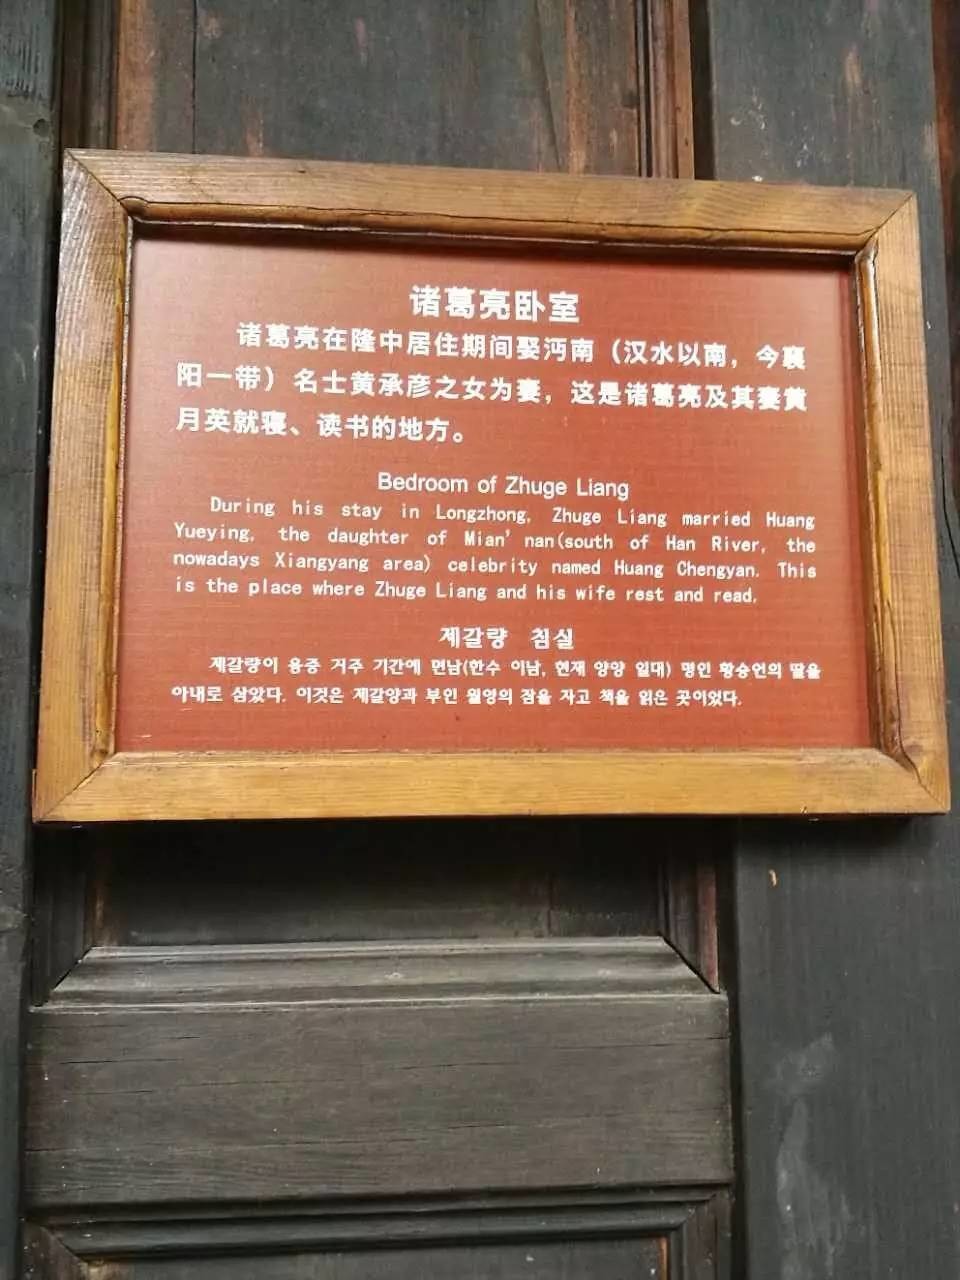 诸葛亮卧室
诸葛亮在隆中居住期间娶沔南（汉水以南，今襄
阳一带）名士黄承彦之女为妻，这是诸葛亮及其妻黄
月英就寝、读书的地方。
Bedroom of Zhuge Liang
During his stay in Longzhong, Zhuge Liang married Huang
Yueying, the daughter of Mian' nan(south of Han River, the
nowadays Xiangyang area) celebrity named Huang Chengyan. This
is the place where Zhuge Liang and his wife rest and read.
제갈량 침실
제갈량이 융중 거주 기간에 면남(한수 이남, 현재 양양 일대) 명인 황승언의 딸을
아내로 삼았다. 이것은 제갈양과 부인 월영의 잠을 자고 책을 읽은 곳이었다.